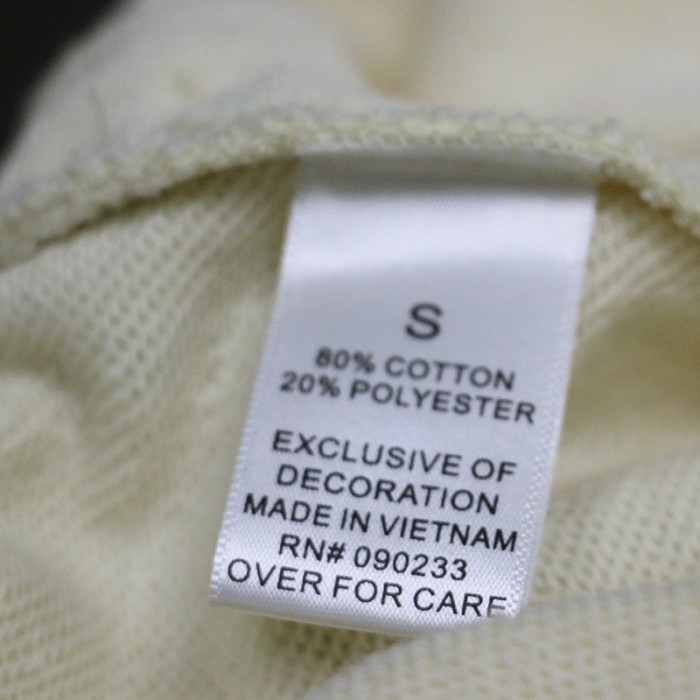 S
80% COTTON
20% POLYESTER
EXCLUSIVE OF
DECORATION
MADE IN VIETNAM
RN# 090233
OVER FOR CARE